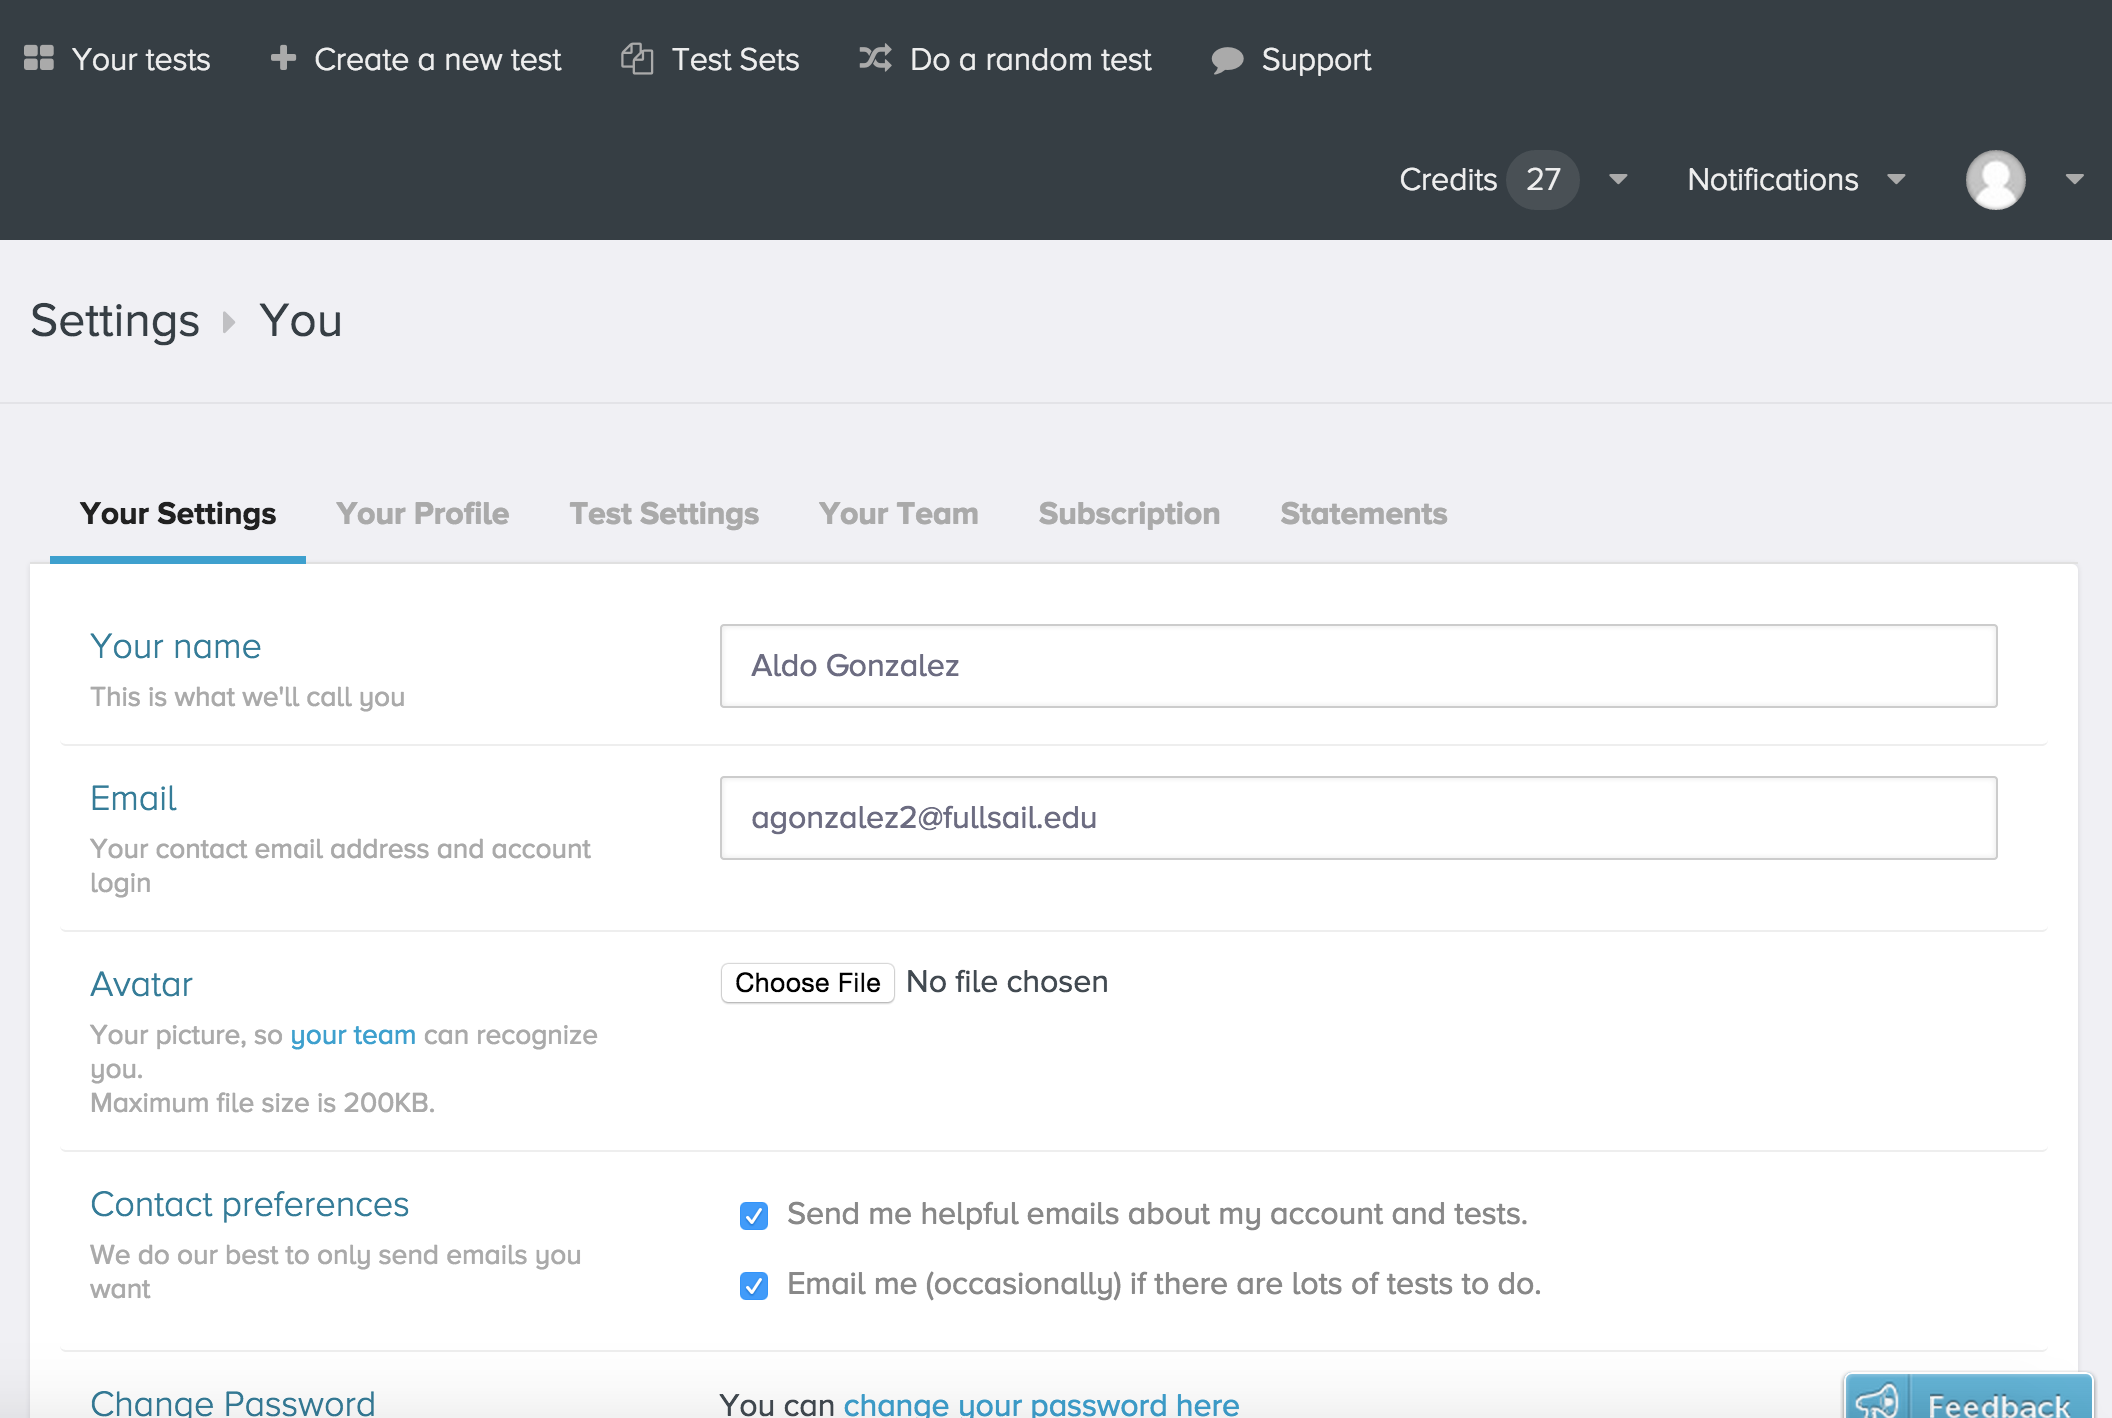 Your tests
Create a new test
Test Sets
Do a random test
Support
Credits 27
Notifications
Settings You
Your Settings
Your Profile
Test Settings
Your Team
Subscription
Statements
Your name
This is what we'll call you
Aldo Gonzalez
Email
Your contact email address and account
login
agonzalez2@fullsail.edu
Avatar
Your picture, so your team can recognize
you.
Maximum file size is 200KB.
Choose File No file chosen
Contact preferences
We do our best to only send emails you
want
Send me helpful emails about my account and tests.
Email me (occasionally) if there are lots of tests to do.
Change Password
You can change your password here
Feedback